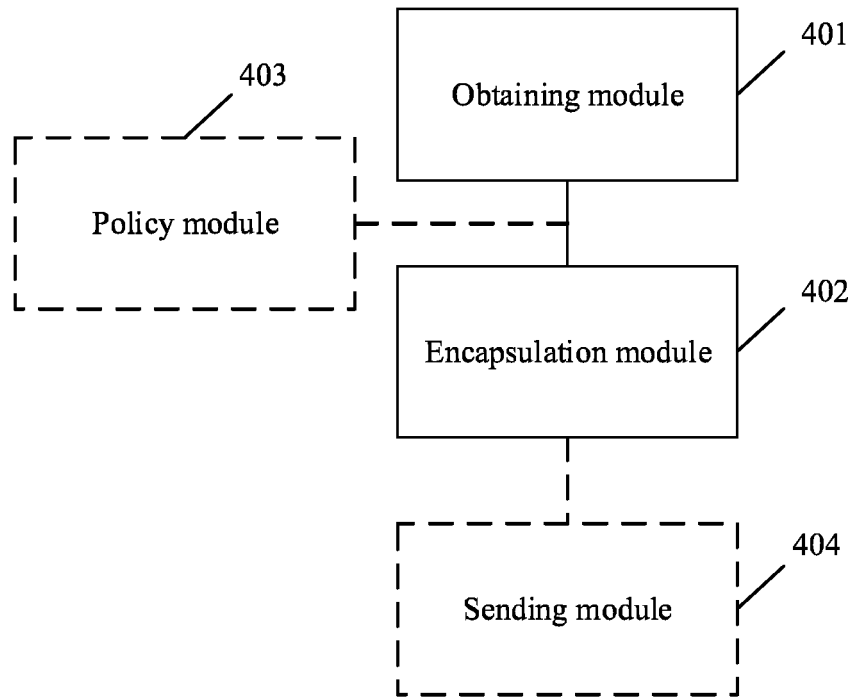 401
Obtaining module
403
Policy module
402
Encapsulation module
404
Sending module